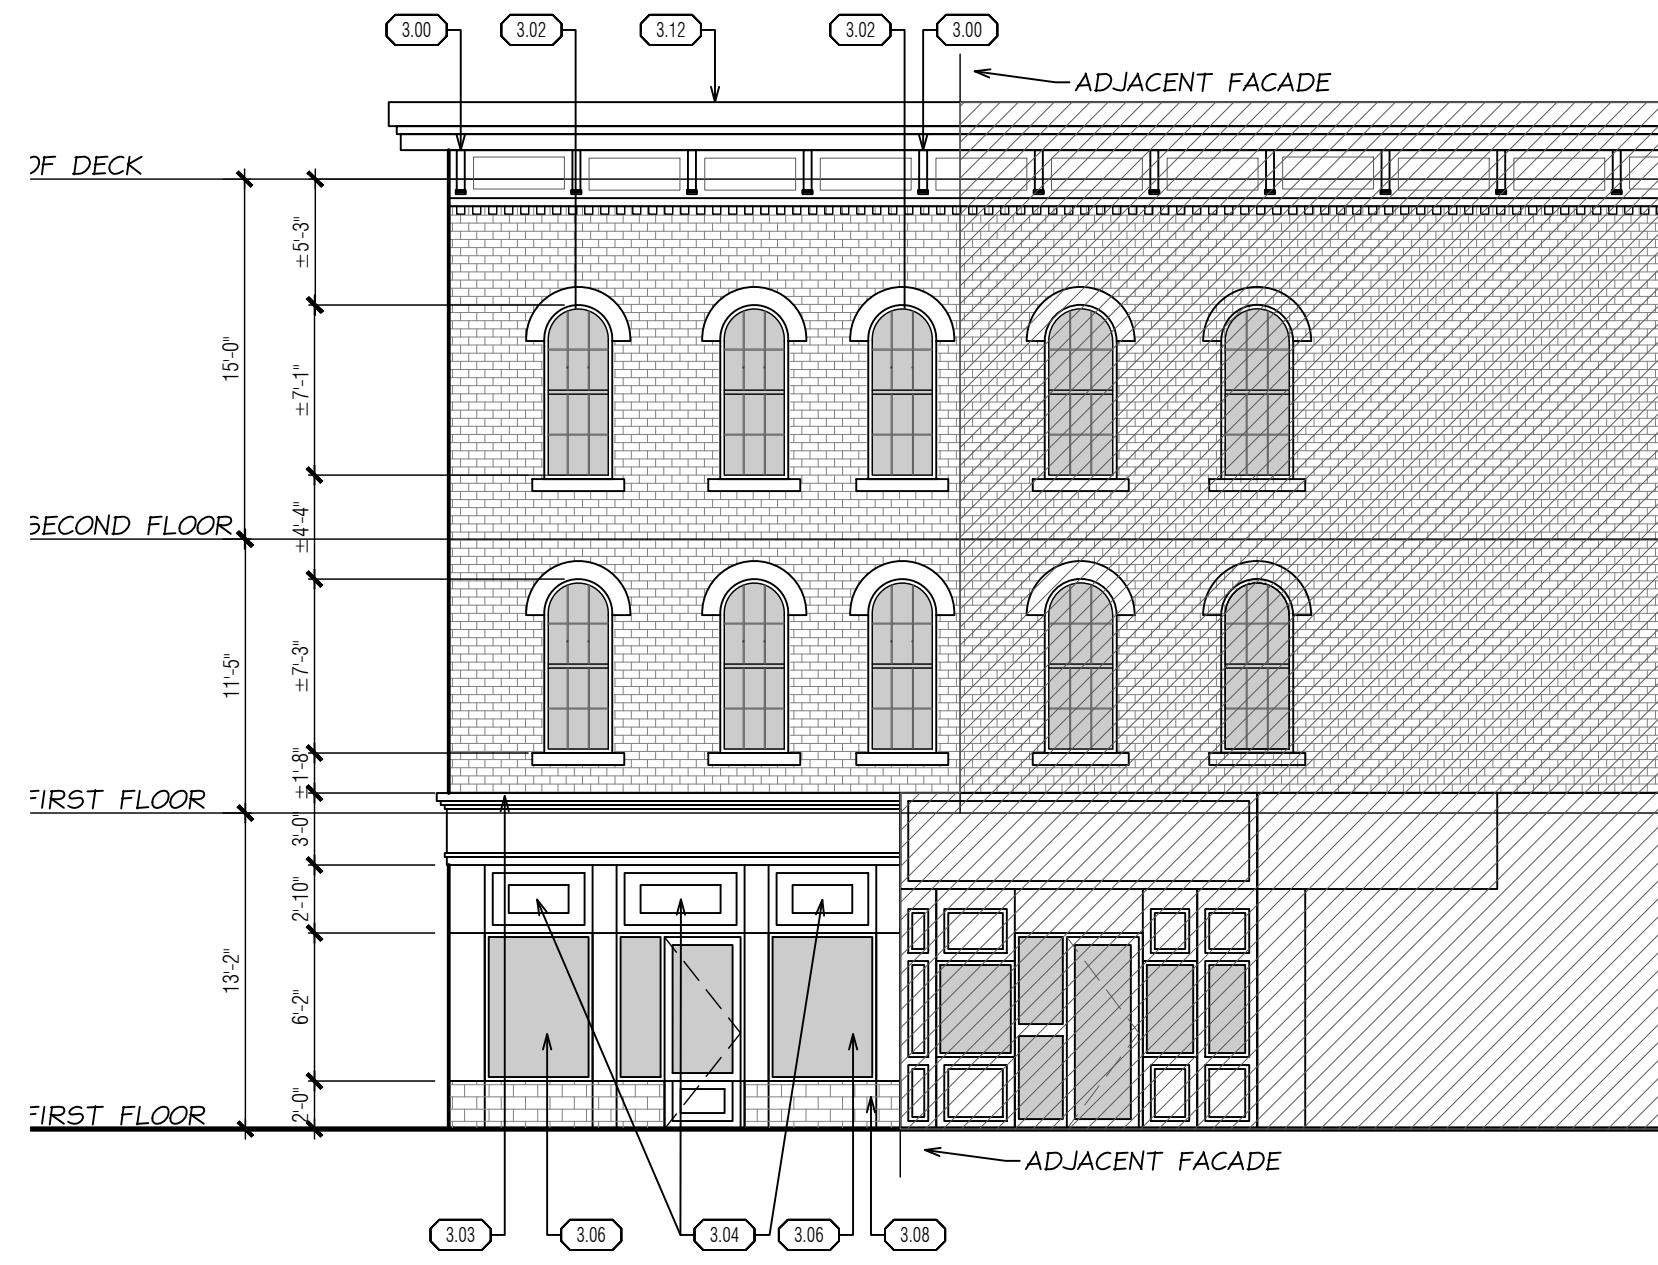 3.00 3.02 3.12 3.02 3.00
ADJACENT FACADE
OF DECK
±5'-3"
15'-0"
±7'-1"
SECOND FLOOR
±4'-4"
11'-5"
±7'-3"
±1'-8"
FIRST FLOOR
3'-0"
2'-10"
13'-2"
6'-2"
2'-0"
FIRST FLOOR
ADJACENT FACADE
3.03 3.06 3.04 3.06 3.08